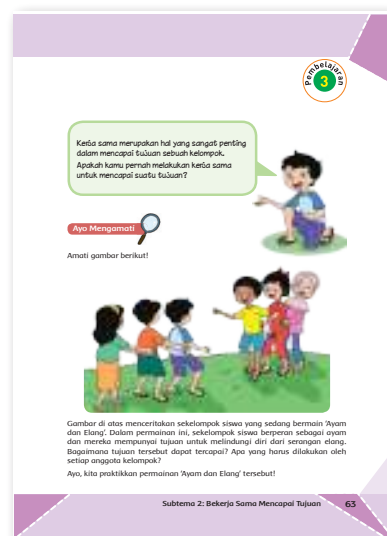 Pembelajaran
3
Kerja sama merupakan hal yang sangat penting
dalam mencapai tujuan sebuah kelompok.
Apakah kamu pernah melakukan kerja sama
untuk mencapai suatu tujuan?
Ayo Mengamati
Amati gambar berikut!
Gambar di atas menceritakan sekelompok siswa yang sedang bermain ‘Ayam
dan Elang’. Dalam permainan ini, sekelompok siswa berperan sebagai ayam
dan mereka mempunyai tujuan untuk melindungi diri dari serangan elang.
Bagaimana tujuan tersebut dapat tercapai? Apa yang harus dilakukan oleh
setiap anggota kelompok?
Ayo, kita praktikkan permainan ‘Ayam dan Elang’ tersebut!
Subtema 2: Bekerja Sama Mencapai Tujuan 63